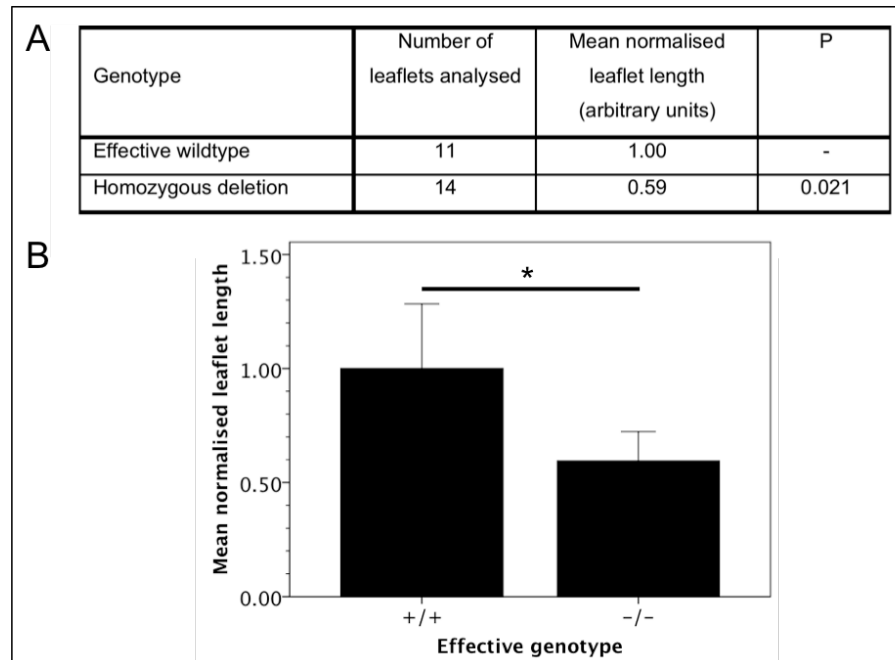 A
Genotype
Number of
leaflets analysed
Mean normalised
leaflet length
(arbitrary units)
P
Effective wildtype 11 1.00 -
Homozygous deletion 14 0.59 0.021
B
Mean normalised leaflet length
1.50
1.00
0.50
0.00
*
+/+ -/-
Effective genotype